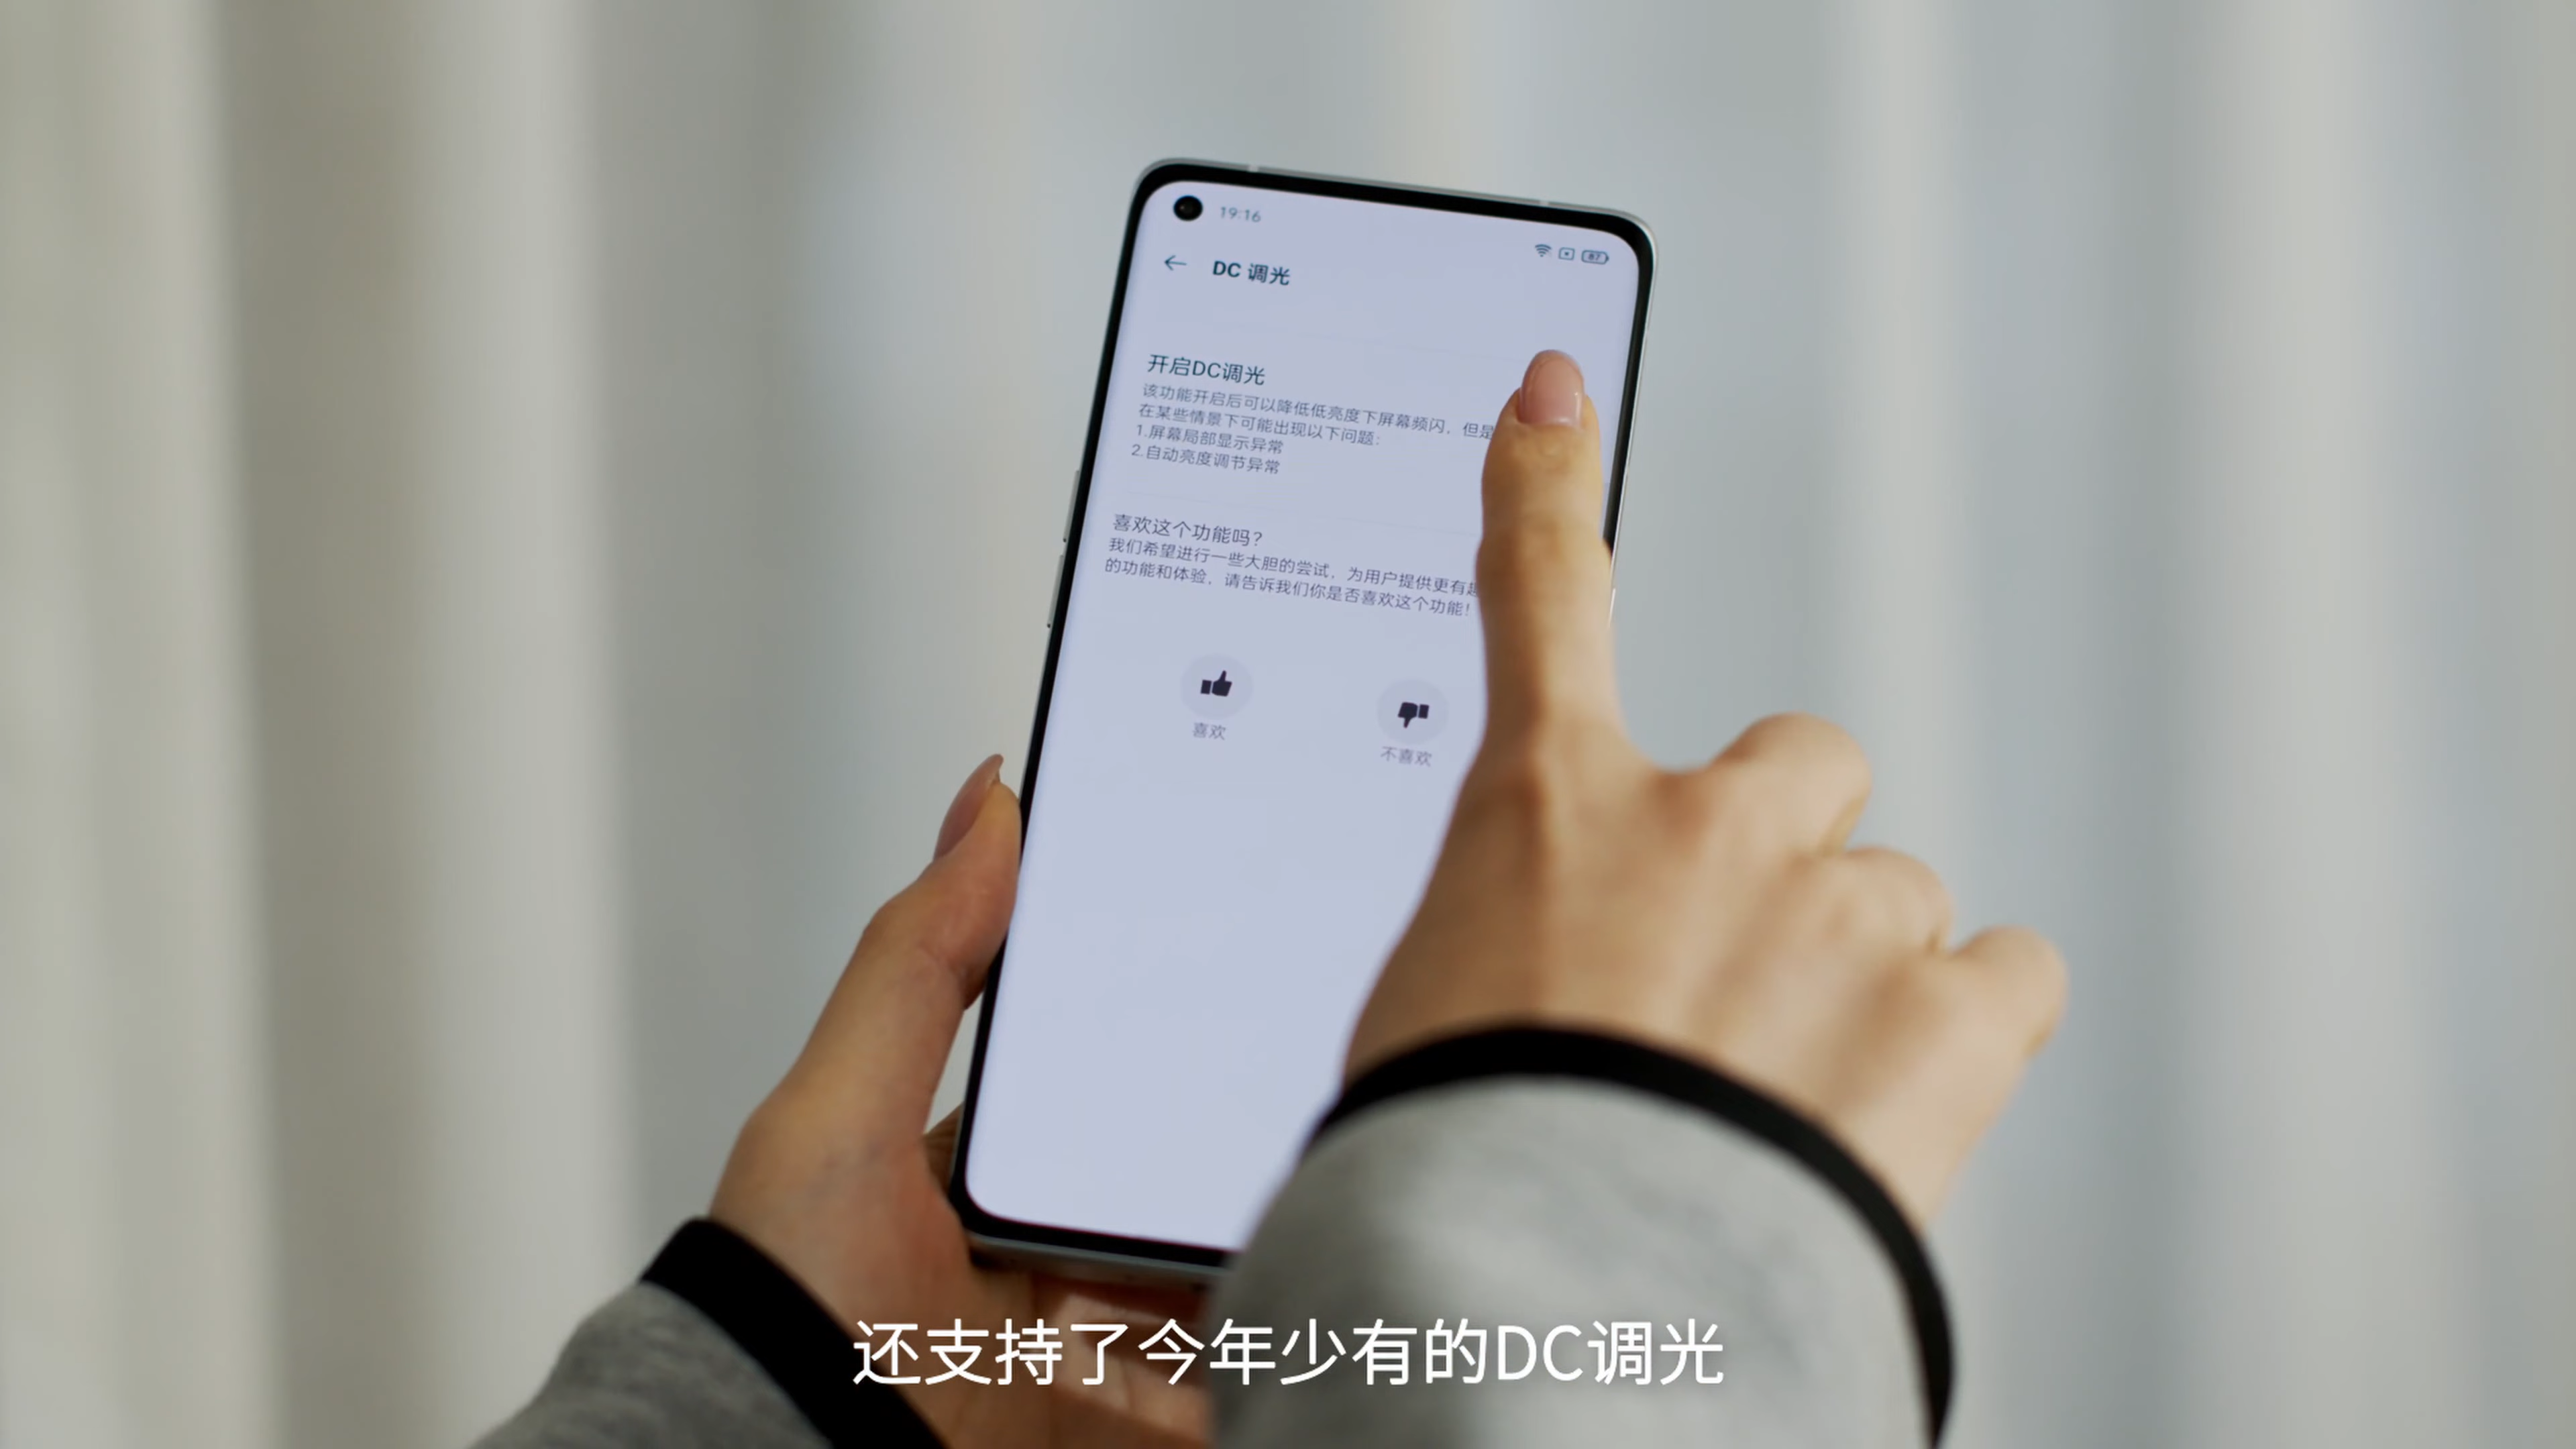 19:16
87
DC 调光
开启DC调光
该功能开启后可以降低低亮度下屏幕频闪，但是
在某些情景下可能出现以下问题：
1.屏幕局部显示异常
2.自动亮度调节异常
喜欢这个功能吗？
我们希望进行一些大胆的尝试，为用户提供更有趣
的功能和体验，请告诉我们你是否喜欢这个功能！
喜欢
不喜欢
还支持了今年少有的DC调光